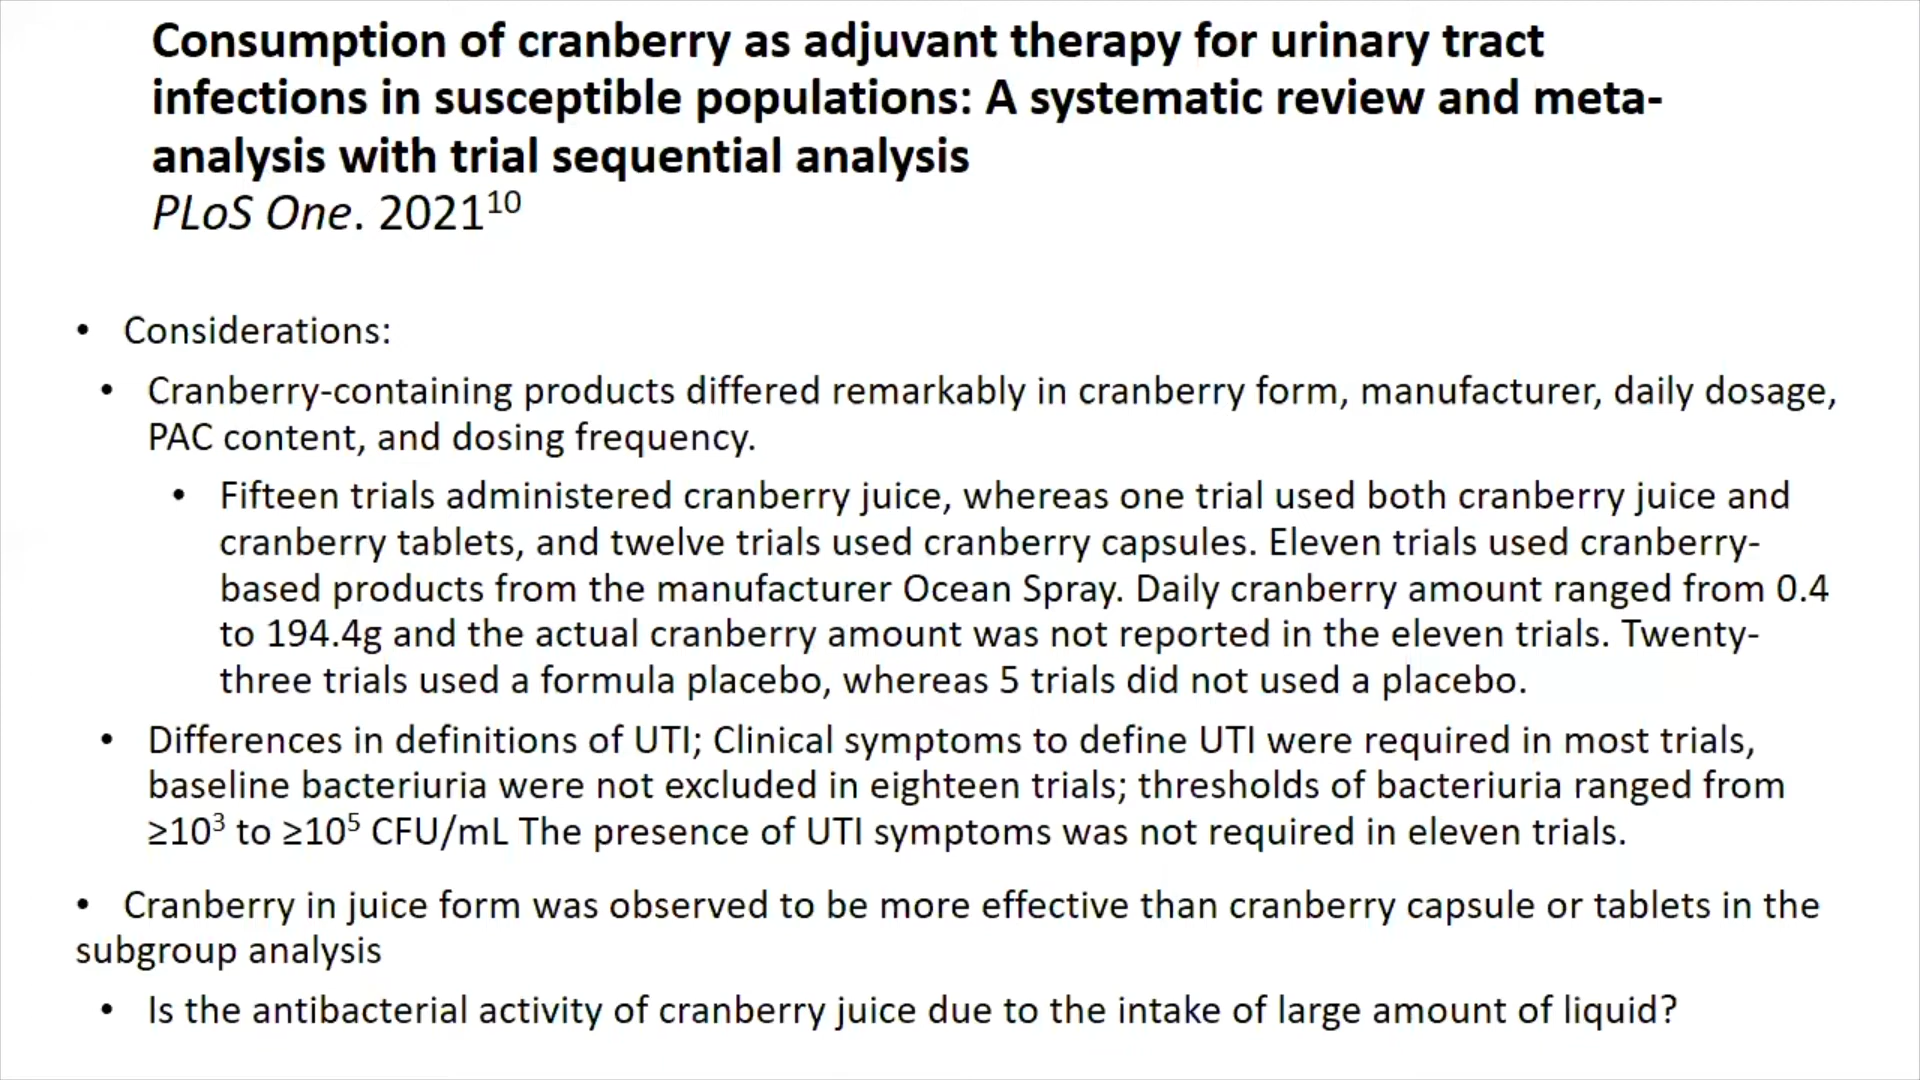 Consumption of cranberry as adjuvant therapy for urinary tract
infections in susceptible populations: A systematic review and meta-
analysis with trial sequential analysis
PLoS One. 2021¹⁰
• Considerations:
• Cranberry-containing products differed remarkably in cranberry form, manufacturer, daily dosage,
PAC content, and dosing frequency.
• Fifteen trials administered cranberry juice, whereas one trial used both cranberry juice and
cranberry tablets, and twelve trials used cranberry capsules. Eleven trials used cranberry-
based products from the manufacturer Ocean Spray. Daily cranberry amount ranged from 0.4
to 194.4g and the actual cranberry amount was not reported in the eleven trials. Twenty-
three trials used a formula placebo, whereas 5 trials did not used a placebo.
• Differences in definitions of UTI; Clinical symptoms to define UTI were required in most trials,
baseline bacteriuria were not excluded in eighteen trials; thresholds of bacteriuria ranged from
≥10³ to ≥10⁵ CFU/mL The presence of UTI symptoms was not required in eleven trials.
• Cranberry in juice form was observed to be more effective than cranberry capsule or tablets in the
subgroup analysis
• Is the antibacterial activity of cranberry juice due to the intake of large amount of liquid?